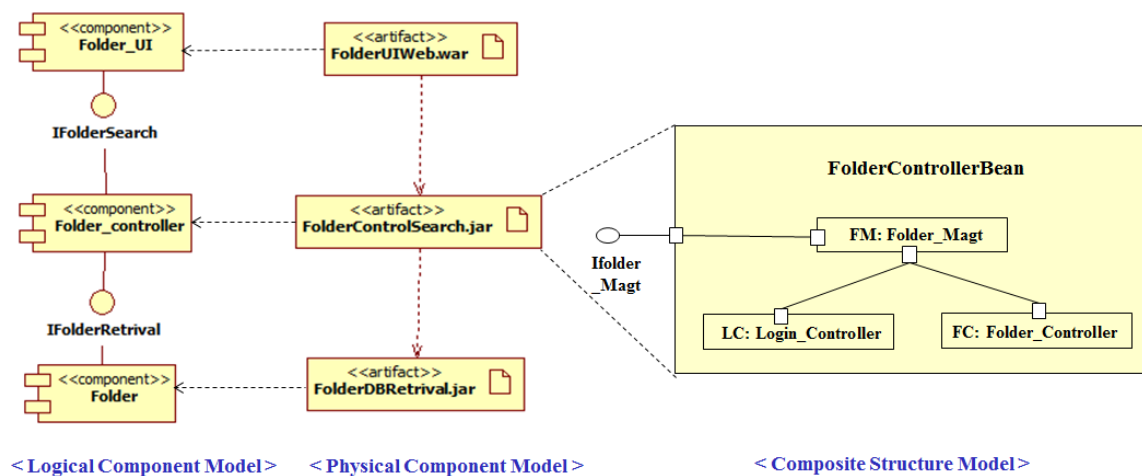 <<component>>
Folder_UI
IFolderSearch
<<component>>
Folder_controller
IFolderRetrival
<<component>>
Folder
<<artifact>>
FolderUIWeb.war
<<artifact>>
FolderControlSearch.jar
<<artifact>>
FolderDBRetrival.jar
FolderControllerBean
FM: Folder_Magt
Ifolder
_Magt
LC: Login_Controller
FC: Folder_Controller
< Logical Component Model >
< Physical Component Model >
< Composite Structure Model >